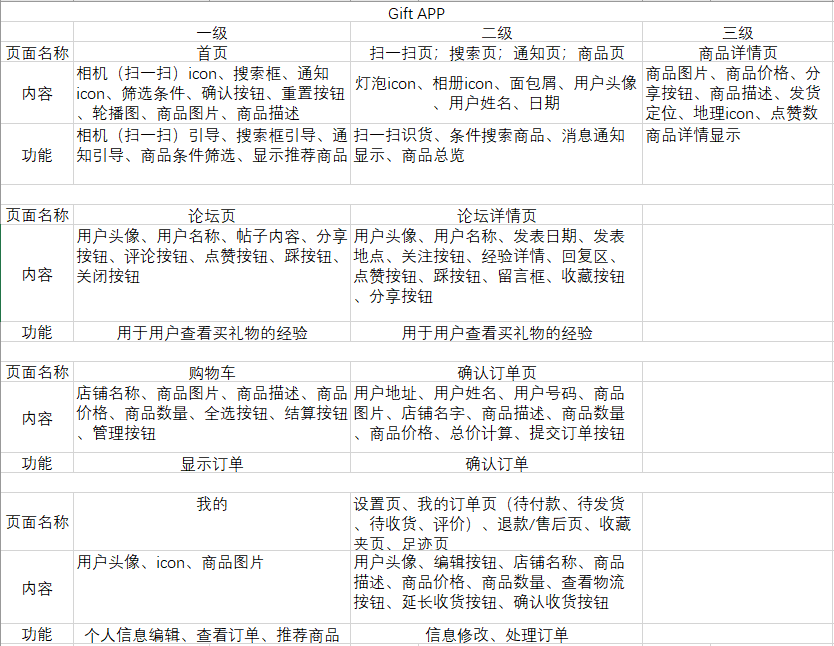 Gift APP
一级
二级
三级
页面名称
首页
扫一扫页；搜索页；通知页；商品页
商品详情页
内容
相机（扫一扫）icon、搜索框、通知
icon、筛选条件、确认按钮、重置按钮
、轮播图、商品图片、商品描述
灯泡icon、相册icon、面包屑、用户头像
、用户姓名、日期
商品图片、商品价格、分
享按钮、商品描述、发货
定位、地理icon、点赞数
功能
相机（扫一扫）引导、搜索框引导、通
知引导、商品条件筛选、显示推荐商品
扫一扫识货、条件搜索商品、消息通知
显示、商品总览
商品详情显示
页面名称
论坛页
论坛详情页
内容
用户头像、用户名称、帖子内容、分享
按钮、评论按钮、点赞按钮、踩按钮、
关闭按钮
用户头像、用户名称、发表日期、发表
地点、关注按钮、经验详情、回复区、
点赞按钮、踩按钮、留言框、收藏按钮
、分享按钮
功能
用于用户查看买礼物的经验
用于用户查看买礼物的经验
页面名称
购物车
确认订单页
内容
店铺名称、商品图片、商品描述、商品
价格、商品数量、全选按钮、结算按钮
、管理按钮
用户地址、用户姓名、用户号码、商品
图片、店铺名字、商品描述、商品数量
、商品价格、总价计算、提交订单按钮
功能
显示订单
确认订单
页面名称
我的
设置页、我的订单页（待付款、待发货
、待收货、评价）、退款/售后页、收藏
夹页、足迹页
内容
用户头像、icon、商品图片
用户头像、编辑按钮、店铺名称、商品
描述、商品价格、商品数量、查看物流
按钮、延长收货按钮、确认收货按钮
功能
个人信息编辑、查看订单、推荐商品
信息修改、处理订单